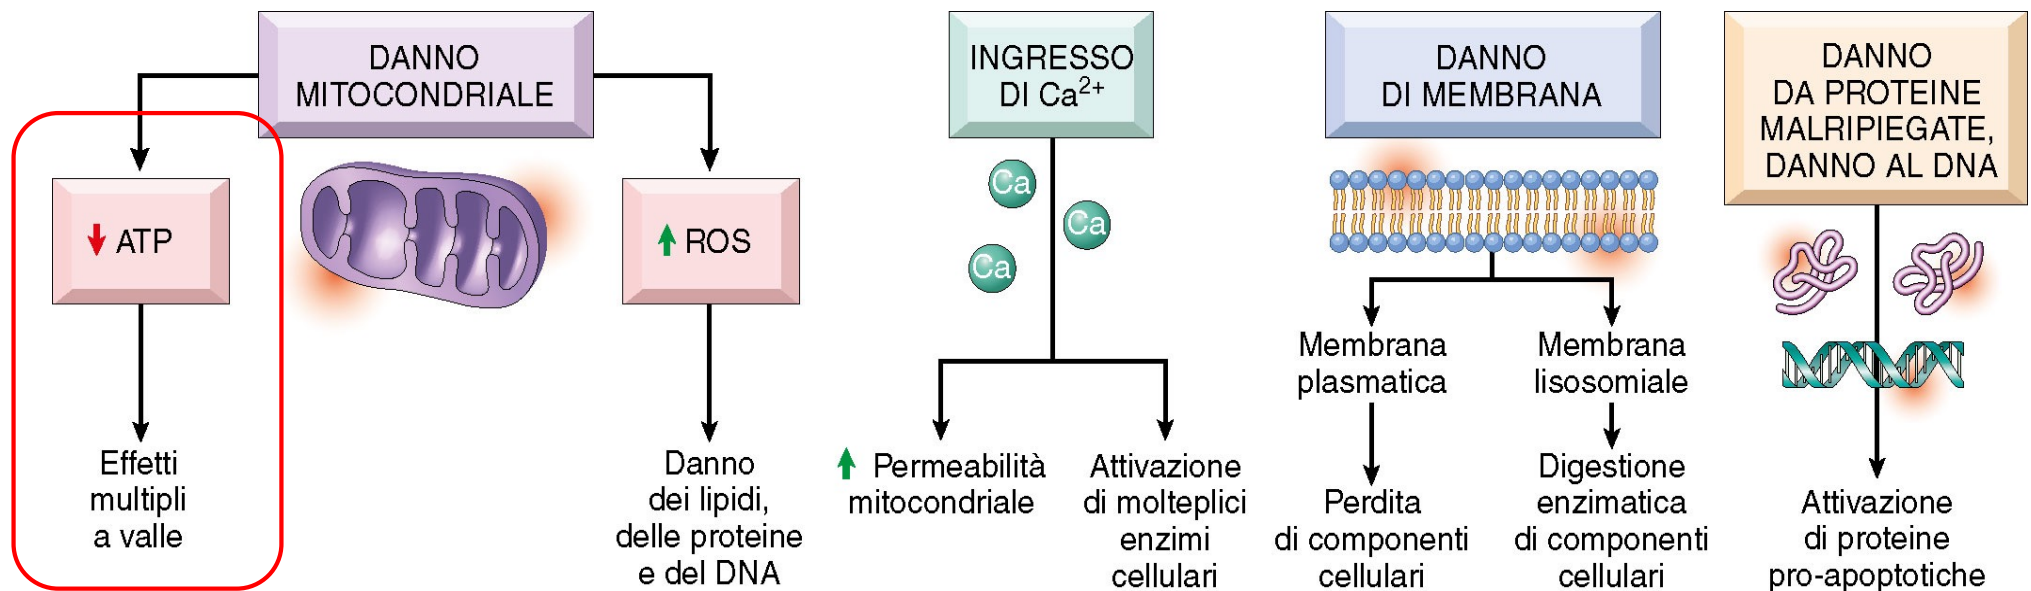 DANNO
MITOCONDRIALE
ATP
Effetti
multipli
a valle
ROS
Danno
dei lipidi,
delle proteine
e del DNA
INGRESSO
DI Ca²⁺
Ca
Ca
Ca
Permeabilità
mitocondriale
Attivazione
di molteplici
enzimi
cellulari
DANNO
DI MEMBRANA
Membrana
plasmatica
Perdita
di componenti
cellulari
Membrana
lisosomiale
Digestione
enzimatica
di componenti
cellulari
DANNO
DA PROTEINE
MALRIPIEGATE,
DANNO AL DNA
Attivazione
di proteine
pro-apoptotiche